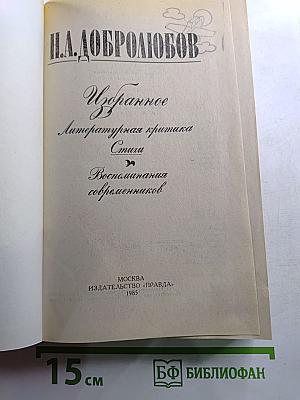 Н.А.ДОБРОЛЮБОВ
Избранное
Литературная критика
Стихи
Воспоминания
современников
МОСКВА
ИЗДАТЕЛЬСТВО «ПРАВДА»
1985
15 см
БФ БИБЛИОФАН